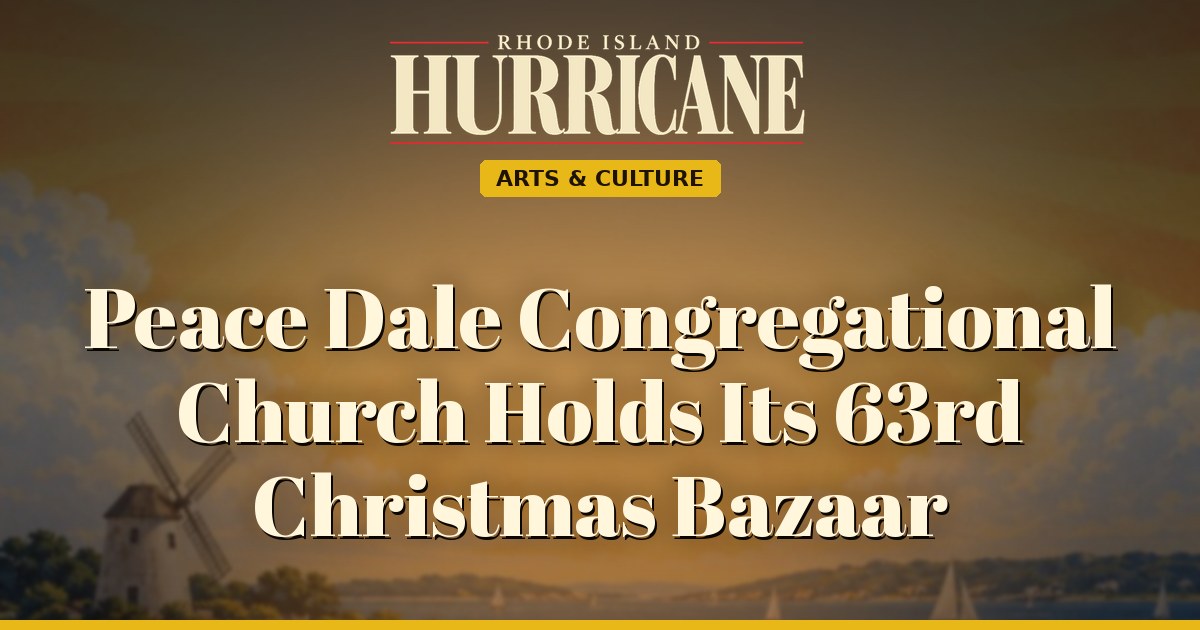 RHODE ISLAND
HURRICANE
ARTS & CULTURE
Peace Dale Congregational
Church Holds Its 63rd
Christmas Bazaar